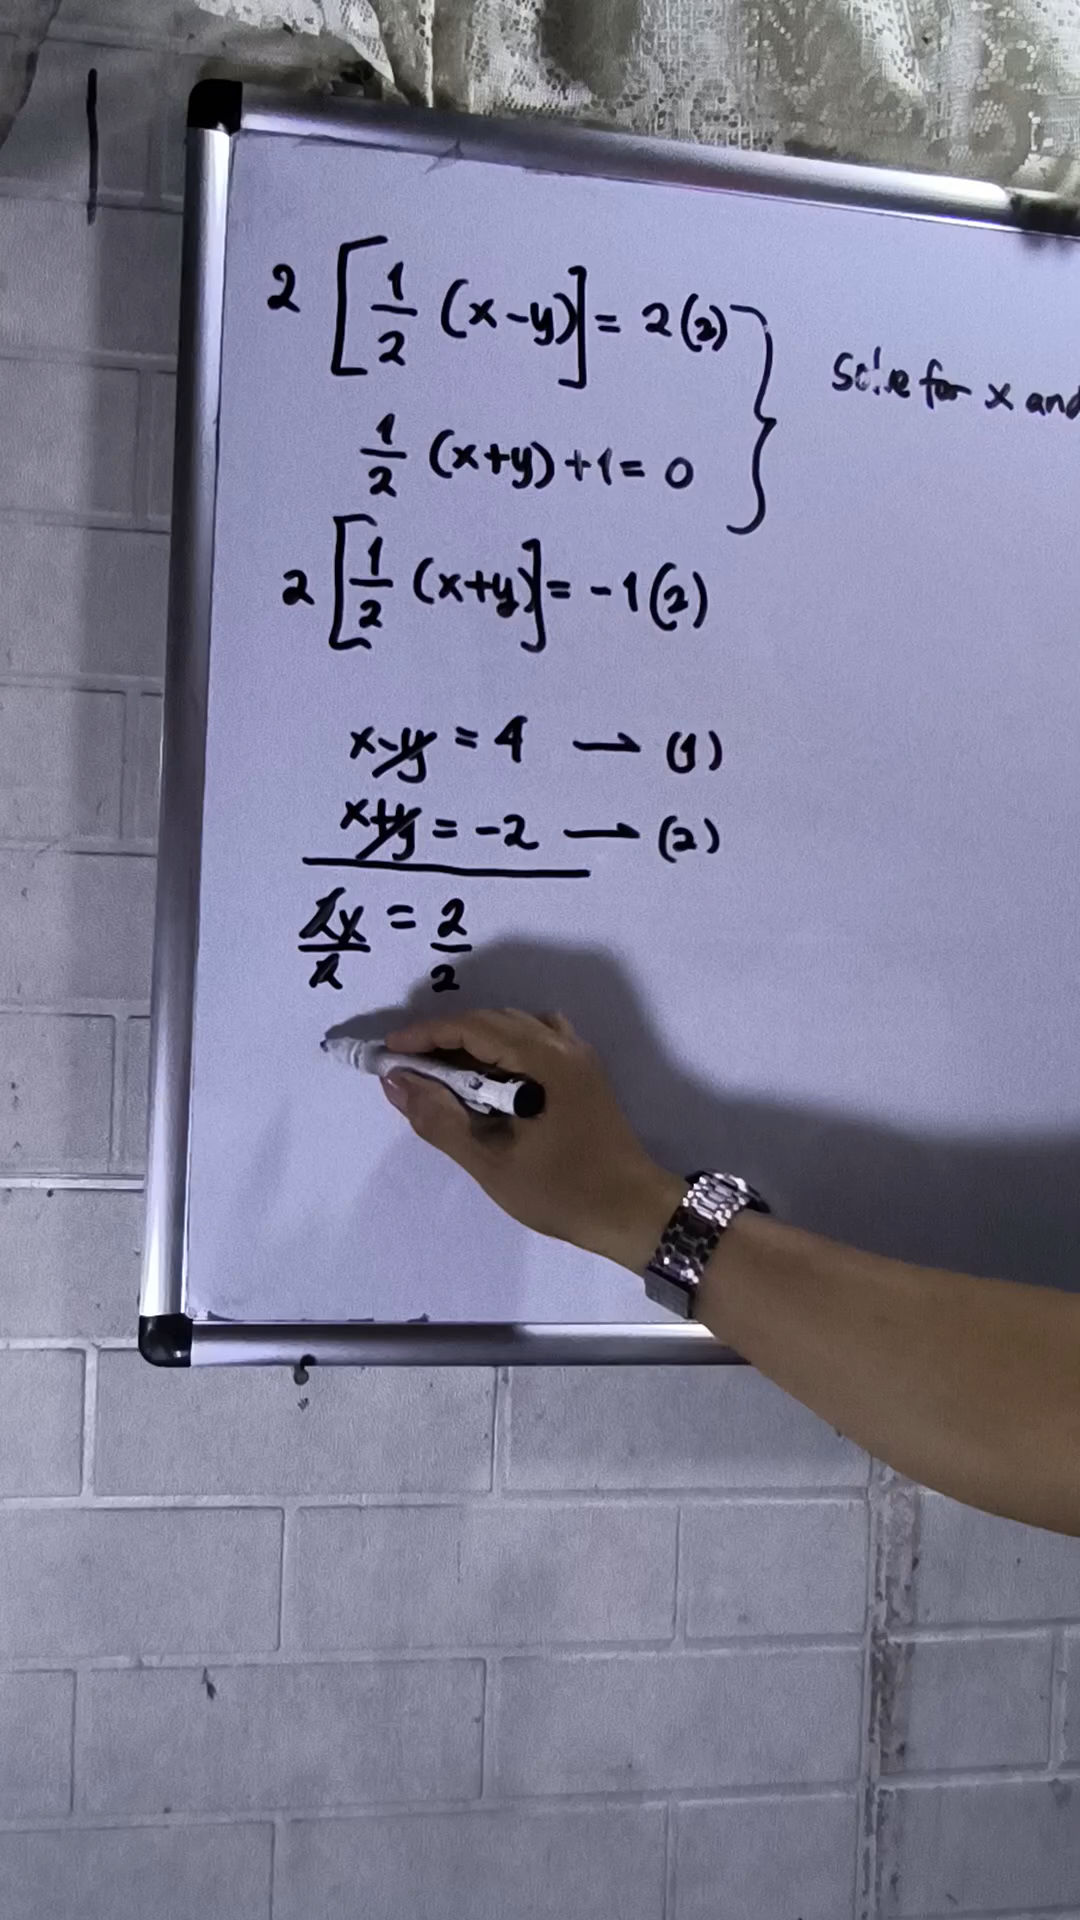 2 [1/2 (x-y)] = 2(2)
Solve for x and
1/2 (x+y) + 1 = 0
2 [1/2 (x+y)] = -1(2)
x-y = 4 → (1)
x+y = -2 → (2)
2x/2 = 2/2